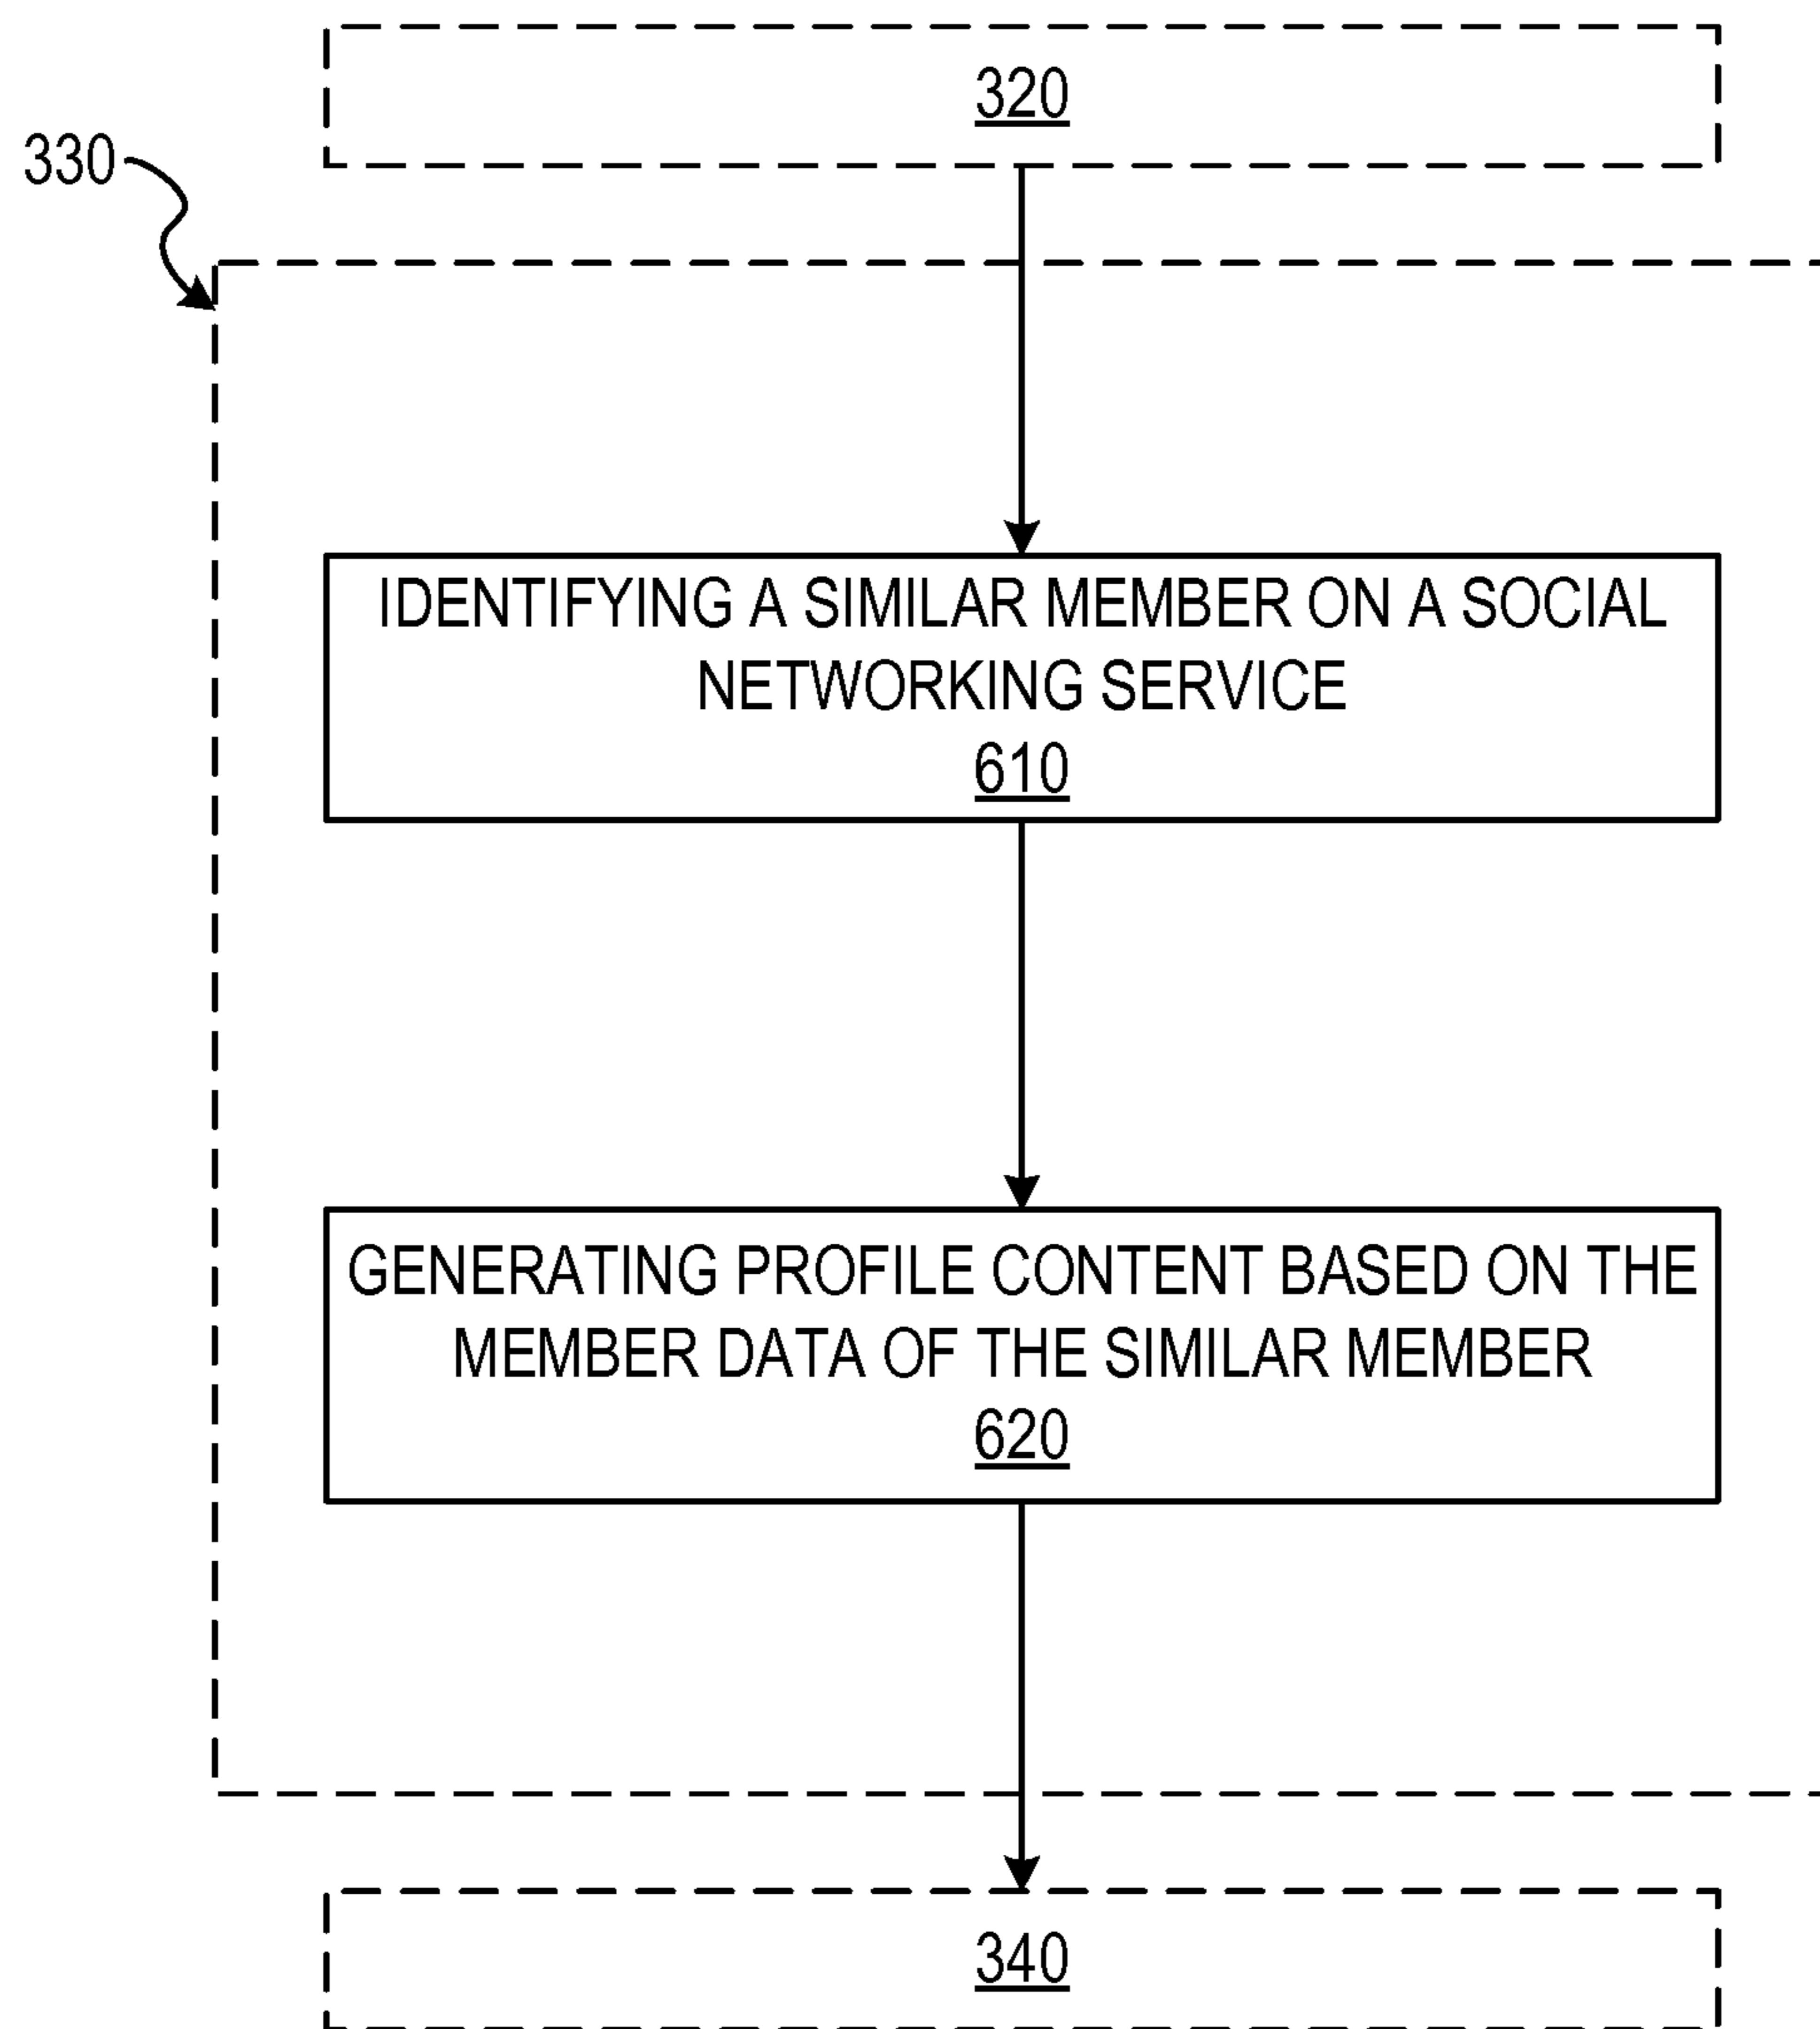 320
330
IDENTIFYING A SIMILAR MEMBER ON A SOCIAL
NETWORKING SERVICE
610
GENERATING PROFILE CONTENT BASED ON THE
MEMBER DATA OF THE SIMILAR MEMBER
620
340